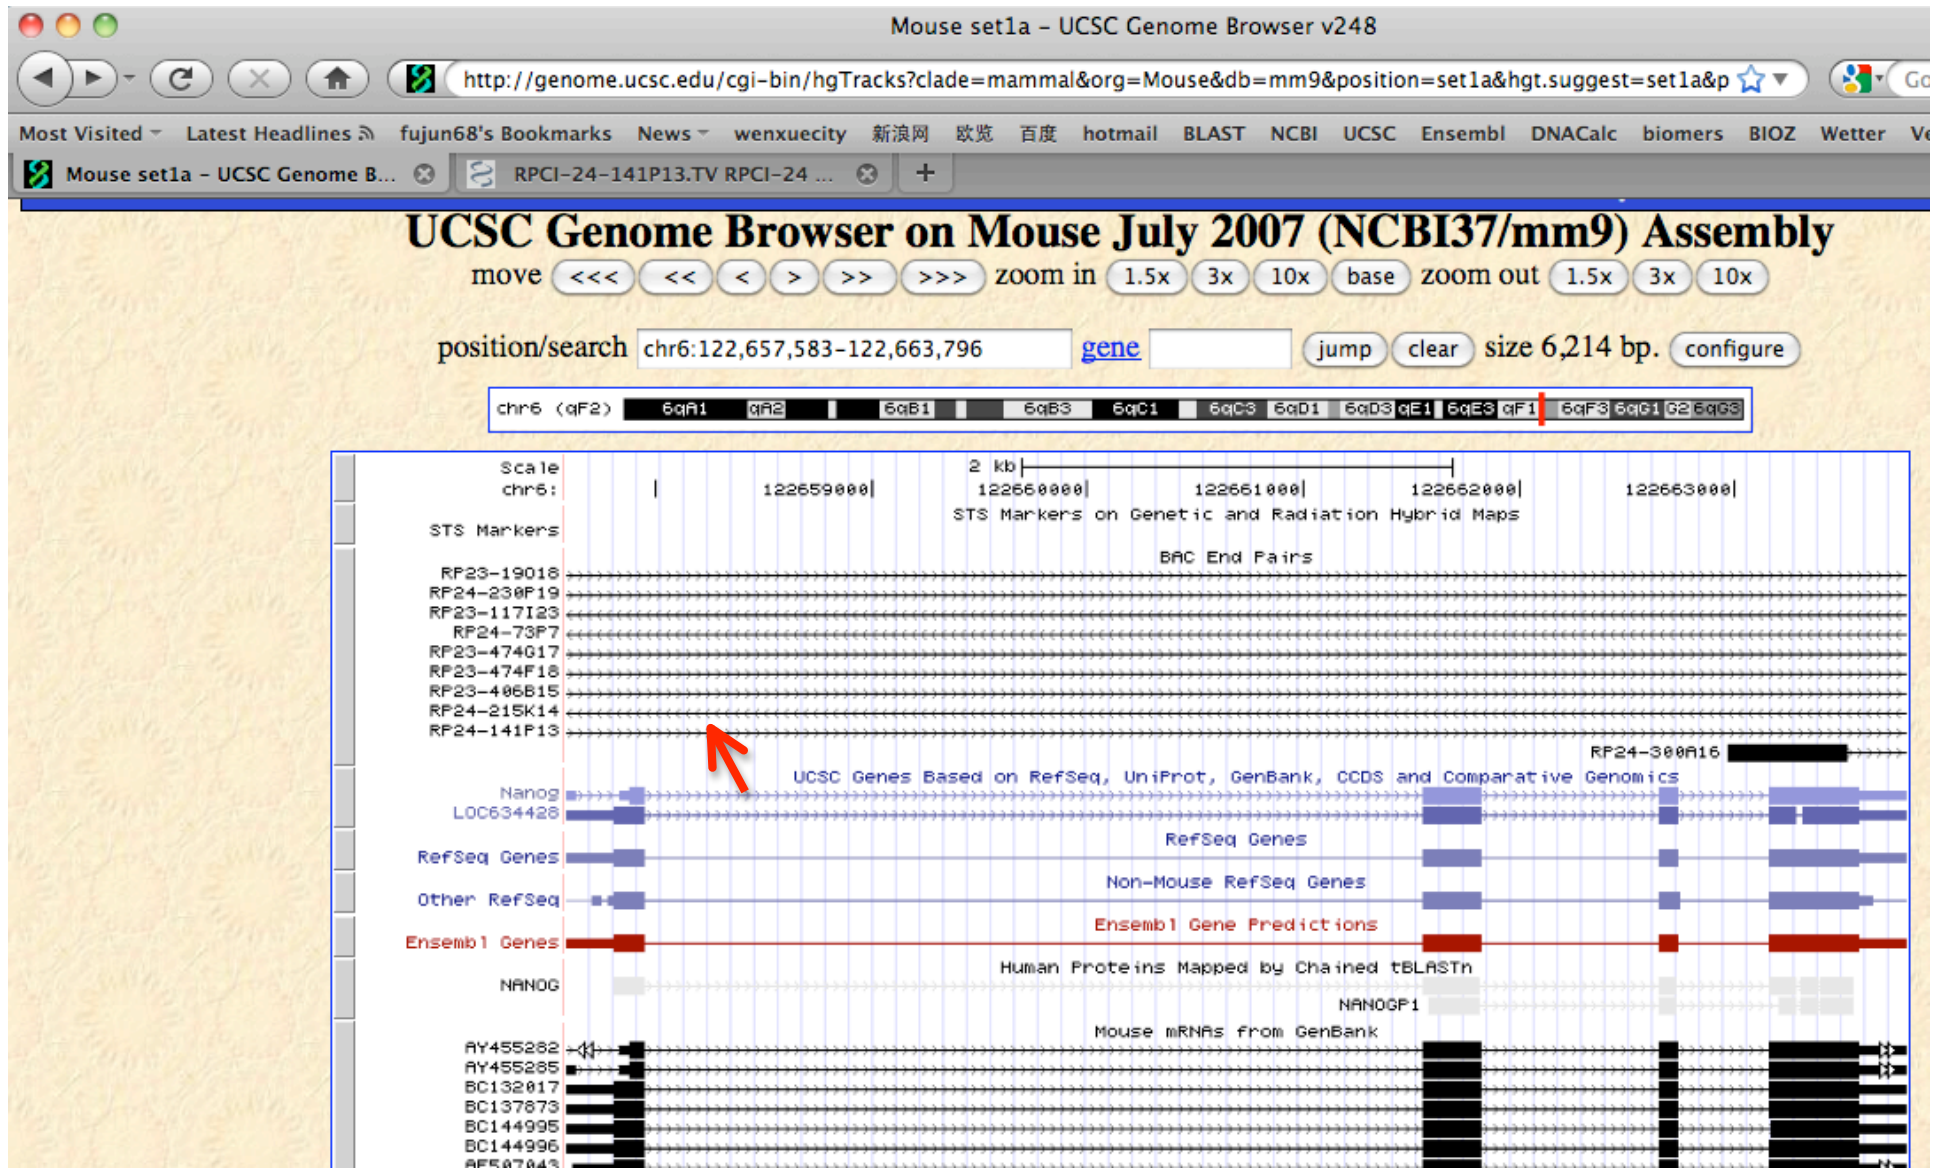 Mouse set1a – UCSC Genome Browser v248
http://genome.ucsc.edu/cgi-bin/hgTracks?clade=mammal&org=Mouse&db=mm9&position=set1a&hgt.suggest=set1a&p
Most Visited Latest Headlines fujun68's Bookmarks News wenxuecity 新浪网 欧览 百度 hotmail BLAST NCBI UCSC Ensembl DNACalc biomers BIOZ Wetter
Mouse set1a – UCSC Genome B... RPCI-24-141P13.TV RPCI-24 ... +
UCSC Genome Browser on Mouse July 2007 (NCBI37/mm9) Assembly
move <<< << < > >> >>> zoom in 1.5x 3x 10x base zoom out 1.5x 3x 10x
position/search chr6:122,657,583-122,663,796 gene jump clear size 6,214 bp. configure
chr6 (qF2) 6qA1 qA2 6qB1 6qB3 6qC1 6qC3 6qD1 6qD3 qE1 6qE3 qF1 6qF3 6qG1 G2 6qG3
Scale 2 kb
chr6: 122659000 122660000 122661000 122662000 122663000
STS Markers on Genetic and Radiation Hybrid Maps
STS Markers
BAC End Pairs
RP23-19O18
RP24-230P19
RP23-117I23
RP24-73P7
RP23-474G17
RP23-474F18
RP23-406B15
RP24-215K14
RP24-141P13
RP24-300A16
UCSC Genes Based on RefSeq, UniProt, GenBank, CCDS and Comparative Genomics
Nanog
LOC634428
RefSeq Genes
RefSeq Genes
Non-Mouse RefSeq Genes
Other RefSeq
Ensembl Gene Predictions
Ensembl Genes
Human Proteins Mapped by Chained tBLASTn
NANOG
NANOGP1
Mouse mRNAs from GenBank
AY455282
AY455285
BC132017
BC137873
BC144995
BC144996
AF507043